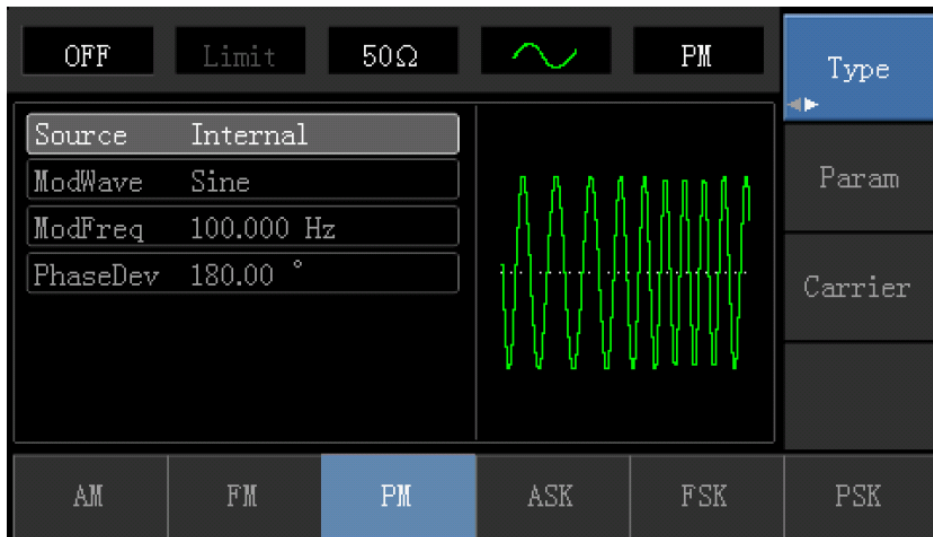 OFF Limit 50Ω PM
Type
Source Internal
ModWave Sine
ModFreq 100.000 Hz
PhaseDev 180.00 °
Param
Carrier
AM FM PM ASK FSK PSK